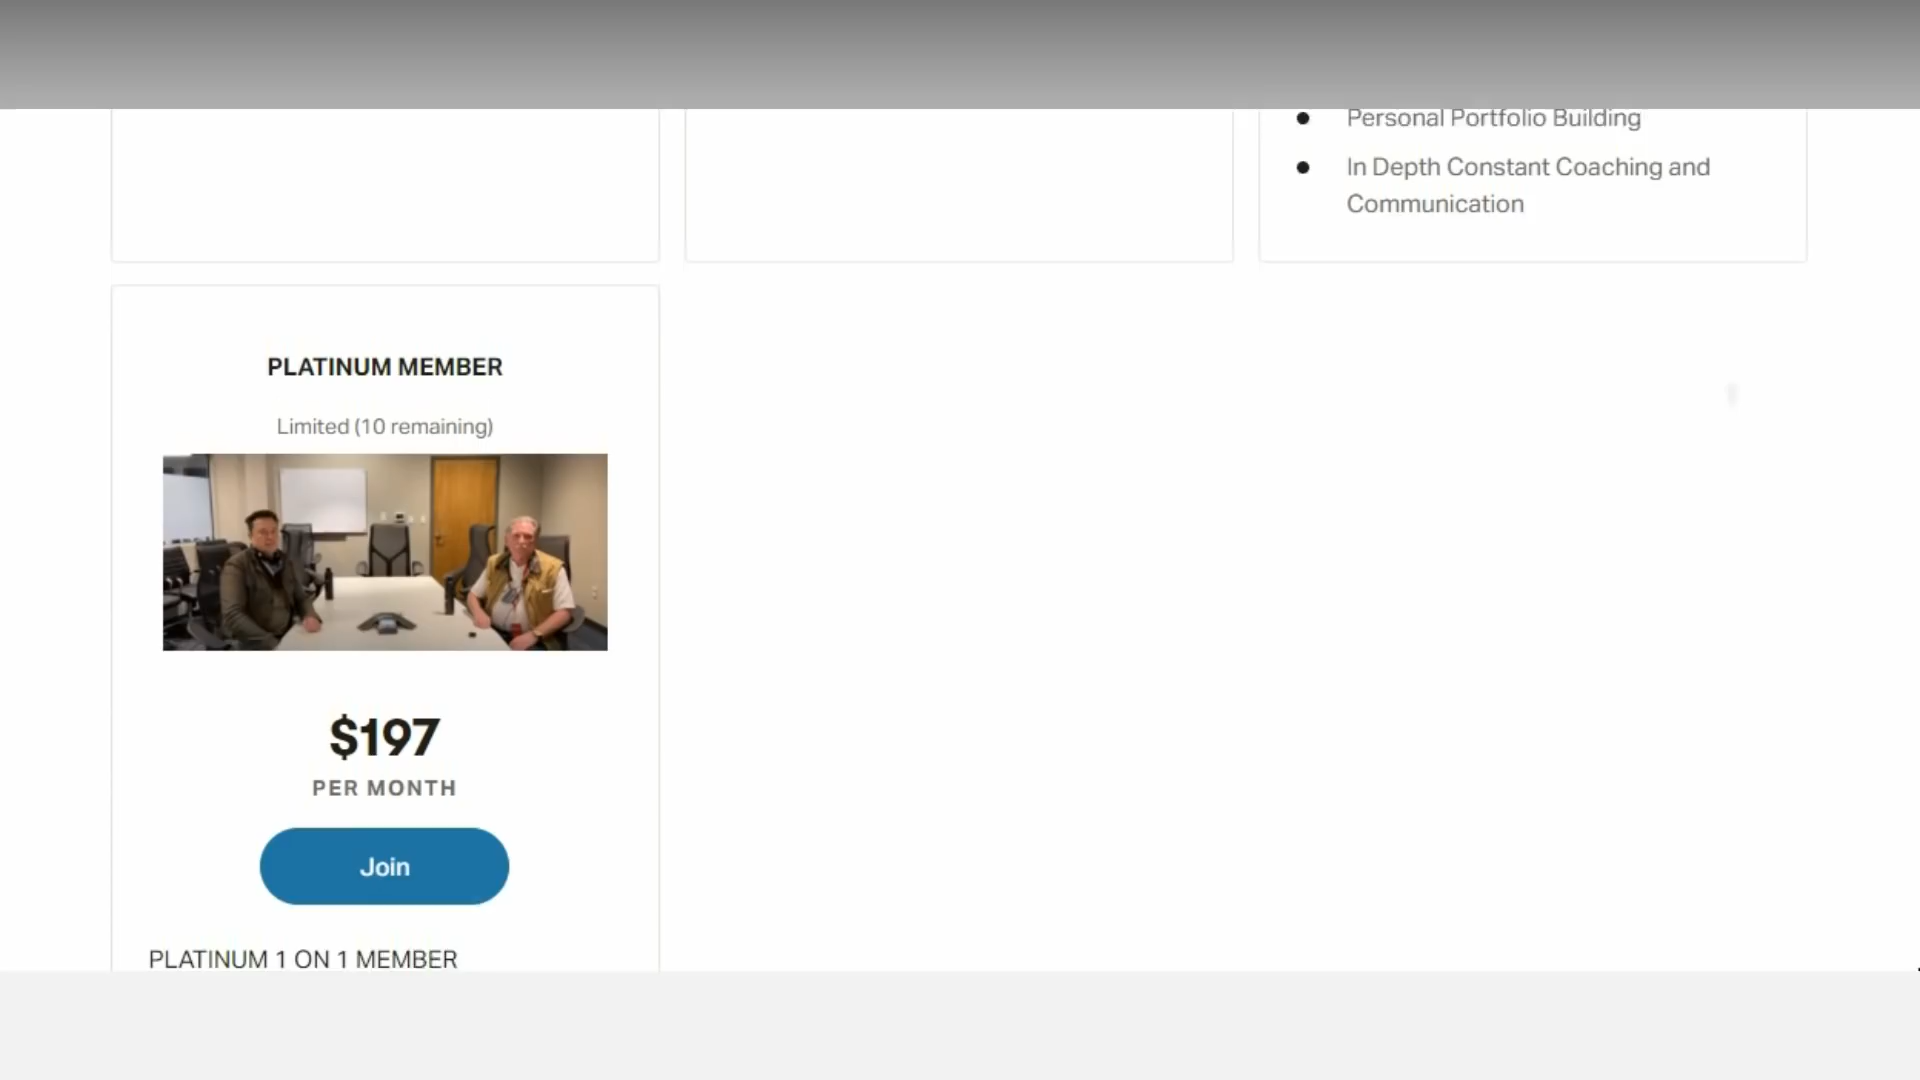 Personal Portfolio Building
In Depth Constant Coaching and
Communication
PLATINUM MEMBER
Limited (10 remaining)
$197
PER MONTH
Join
PLATINUM 1 ON 1 MEMBER